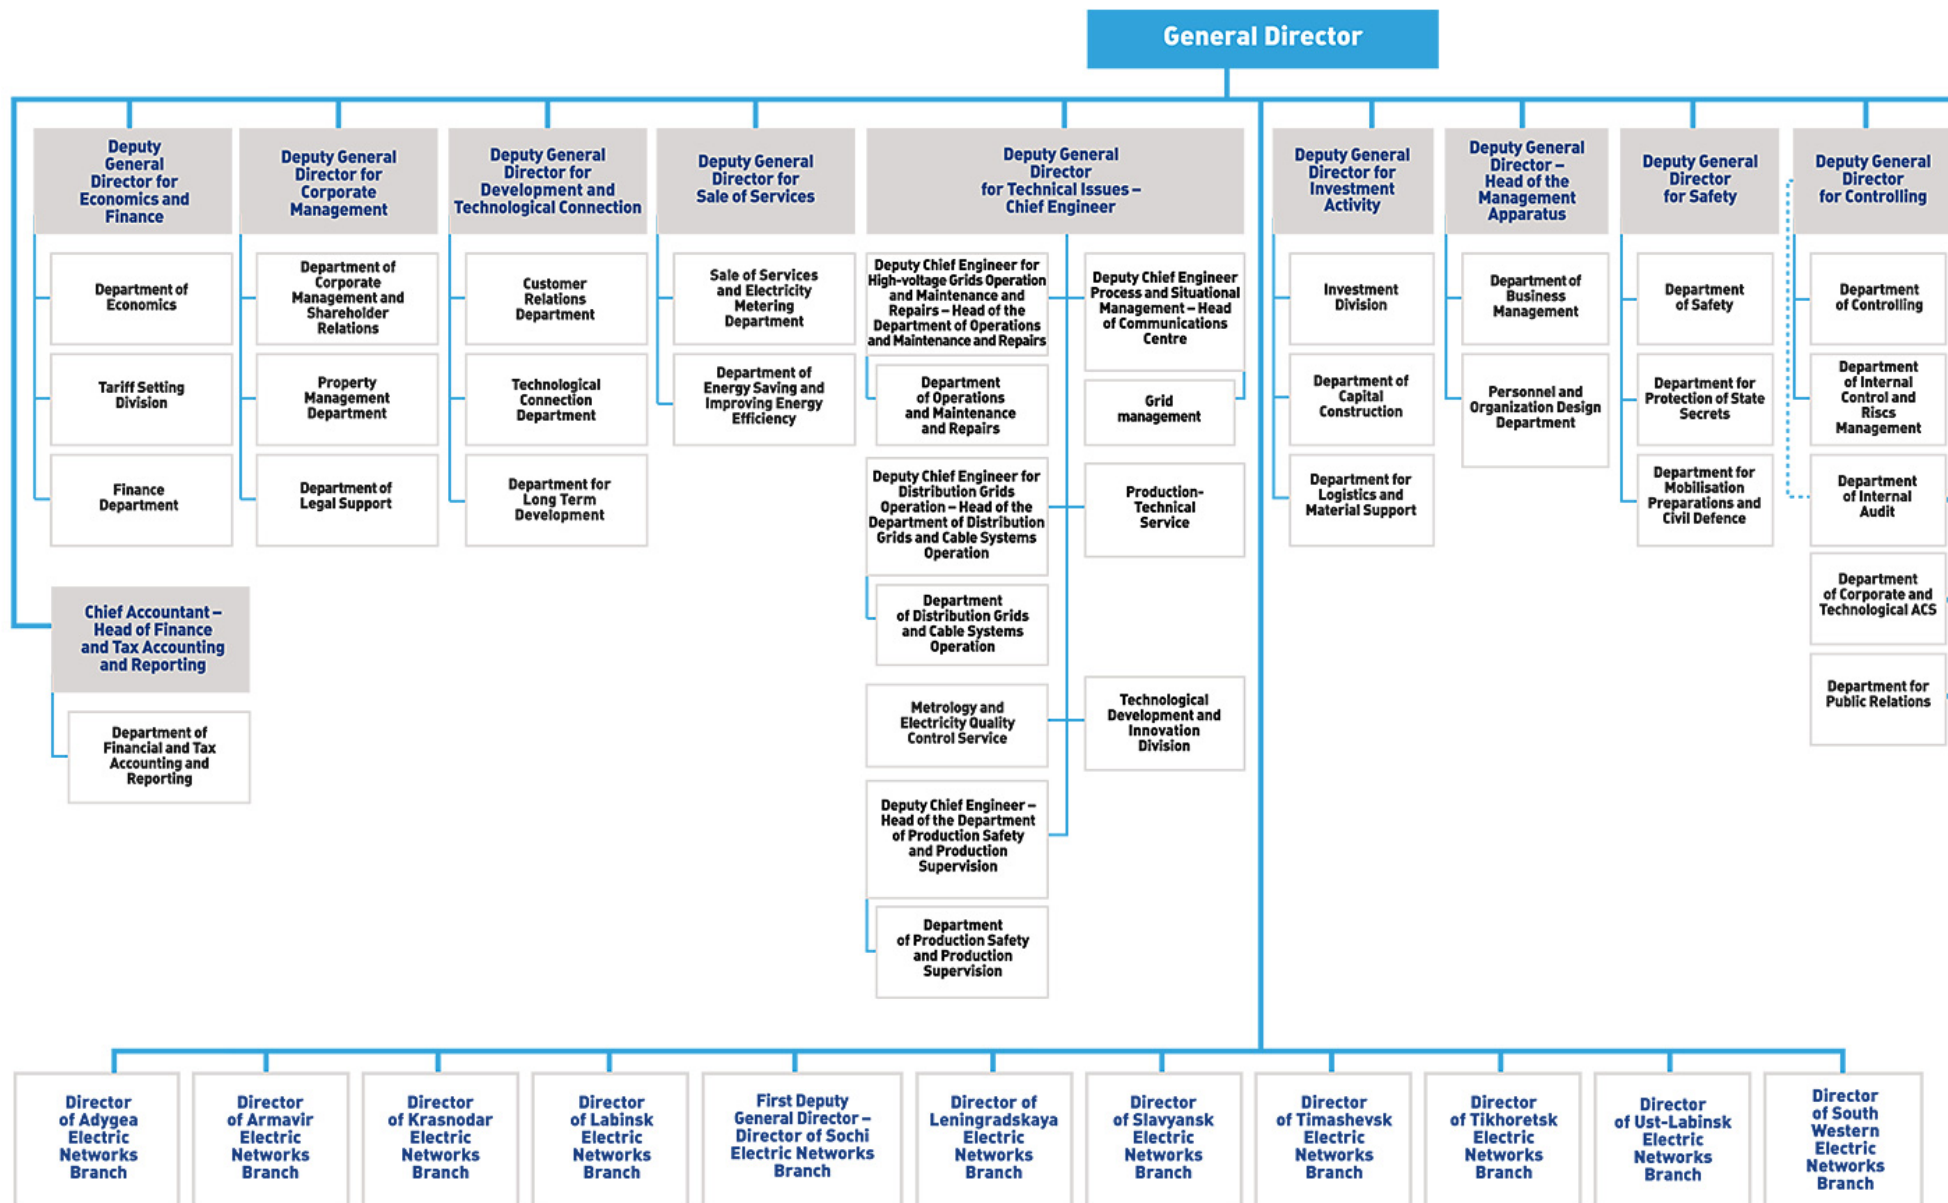 General Director
Deputy
General
Director for
Economics and
Finance
Department of
Economics
Tariff Setting
Division
Finance
Department
Chief Accountant –
Head of Finance
and Tax Accounting
and Reporting
Department of
Financial and Tax
Accounting and
Reporting
Deputy General
Director for
Corporate
Management
Department of
Corporate
Management and
Shareholder
Relations
Property
Management
Department
Department of
Legal Support
Deputy General
Director for
Development and
Technological Connection
Customer
Relations
Department
Technological
Connection
Department
Department for
Long Term
Development
Deputy General
Director for
Sale of Services
Sale of Services
and Electricity
Metering
Department
Department of
Energy Saving and
Improving Energy
Efficiency
Deputy General
Director
for Technical Issues –
Chief Engineer
Deputy Chief Engineer for
High-voltage Grids Operation
and Maintenance and
Repairs – Head of the
Department of Operations
and Maintenance and Repairs
Department
of Operations
and Maintenance
and Repairs
Deputy Chief Engineer
Process and Situational
Management – Head
of Communications
Centre
Grid
management
Deputy Chief Engineer for
Distribution Grids
Operation – Head of the
Department of Distribution
Grids and Cable Systems
Operation
Department
of Distribution Grids
and Cable Systems
Operation
Production-
Technical
Service
Metrology and
Electricity Quality
Control Service
Technological
Development and
Innovation
Division
Deputy Chief Engineer –
Head of the Department
of Production Safety
and Production
Supervision
Department
of Production Safety
and Production
Supervision
Deputy General
Director for
Investment
Activity
Investment
Division
Department of
Capital
Construction
Department for
Logistics and
Material Support
Deputy General
Director –
Head of the
Management
Apparatus
Department of
Business
Management
Personnel and
Organization Design
Department
Deputy General
Director
for Safety
Department
of Safety
Department for
Protection of State
Secrets
Department for
Mobilisation
Preparations and
Civil Defence
Deputy General
Director
for Controlling
Department
of Controlling
Department
of Internal
Control and
Riscs
Management
Department
of Internal
Audit
Department
of Corporate and
Technological ACS
Department for
Public Relations
Director
of Adygea
Electric
Networks
Branch
Director
of Armavir
Electric
Networks
Branch
Director
of Krasnodar
Electric
Networks
Branch
Director
of Labinsk
Electric
Networks
Branch
First Deputy
General Director –
Director of Sochi
Electric Networks
Branch
Director of
Leningradskaya
Electric
Networks
Branch
Director
of Slavyansk
Electric
Networks
Branch
Director
of Timashevsk
Electric
Networks
Branch
Director
of Tikhoretsk
Electric
Networks
Branch
Director
of Ust-Labinsk
Electric
Networks
Branch
Director
of South
Western
Electric
Networks
Branch